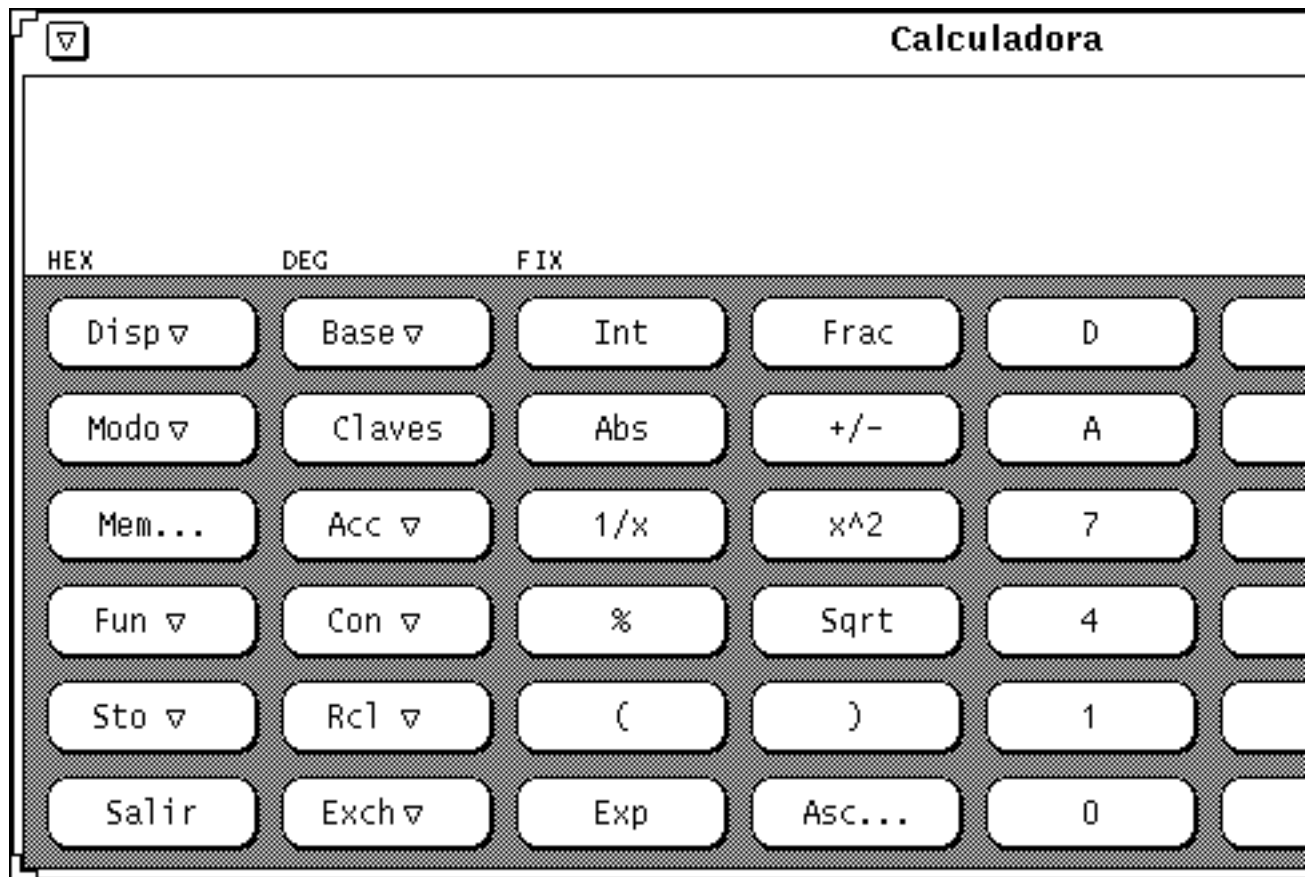 Calculadora
HEX DEG FIX
Disp Base Int Frac D
Modo Claves Abs +/- A
Mem... Acc 1/x x^2 7
Fun Con % Sqrt 4
Sto Rcl ( ) 1
Salir Exch Exp Asc... 0